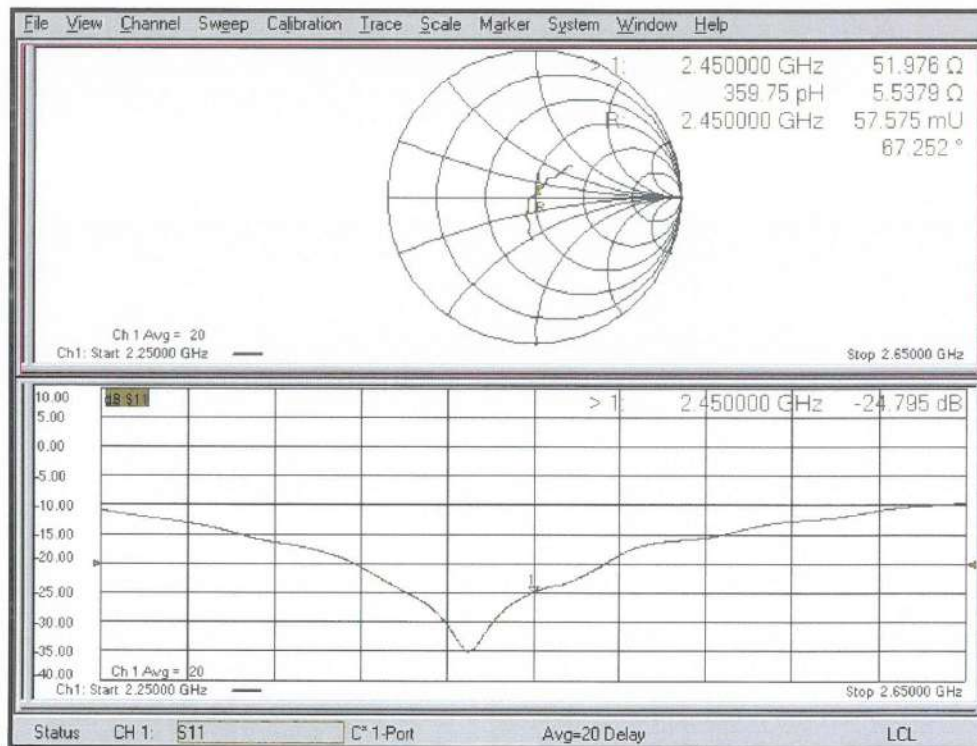 File View Channel Sweep Calibration Trace Scale Marker System Window Help
> 1: 2.450000 GHz 51.976 Ω
359.75 pH 5.5379 Ω
R: 2.450000 GHz 57.575 mU
67.252 °
R
Ch 1 Avg = 20
Ch1: Start 2.25000 GHz Stop 2.65000 GHz
10.00 dB S11 > 1: 2.450000 GHz -24.795 dB
5.00
0.00
-5.00
-10.00
-15.00
-20.00
-25.00 1
-30.00
-35.00
-40.00 Ch 1 Avg = 20
Ch1: Start 2.25000 GHz Stop 2.65000 GHz
Status CH 1: S11 C* 1-Port Avg=20 Delay LCL